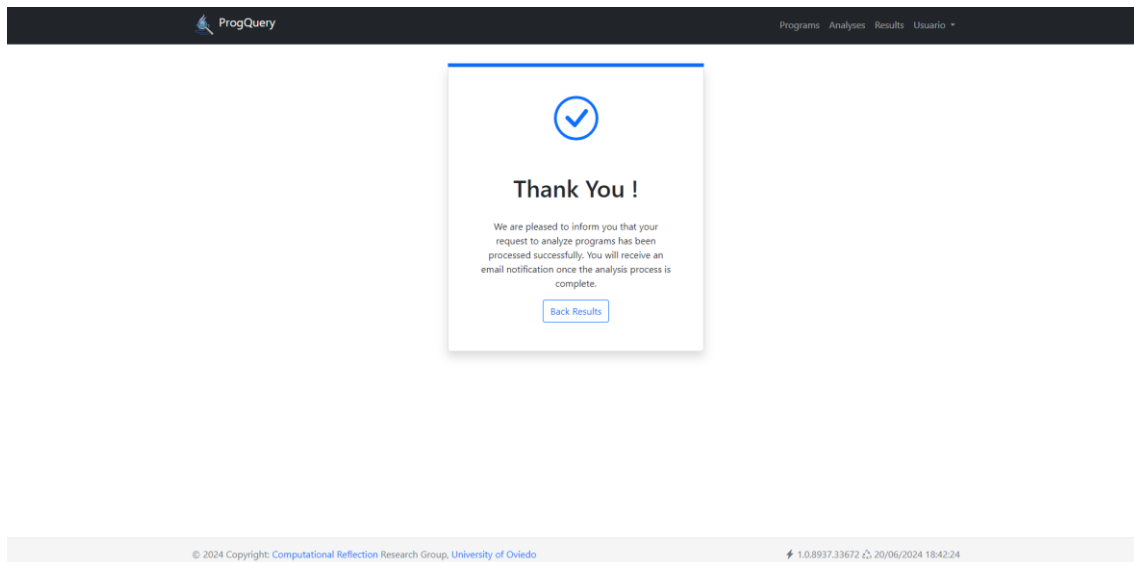 ProgQuery
Programs Analyses Results Usuario
Thank You !
We are pleased to inform you that your
request to analyze programs has been
processed successfully. You will receive an
email notification once the analysis process is
complete.
Back Results
© 2024 Copyright: Computational Reflection Research Group, University of Oviedo
1.0.8937.33672 20/06/2024 18:42:24